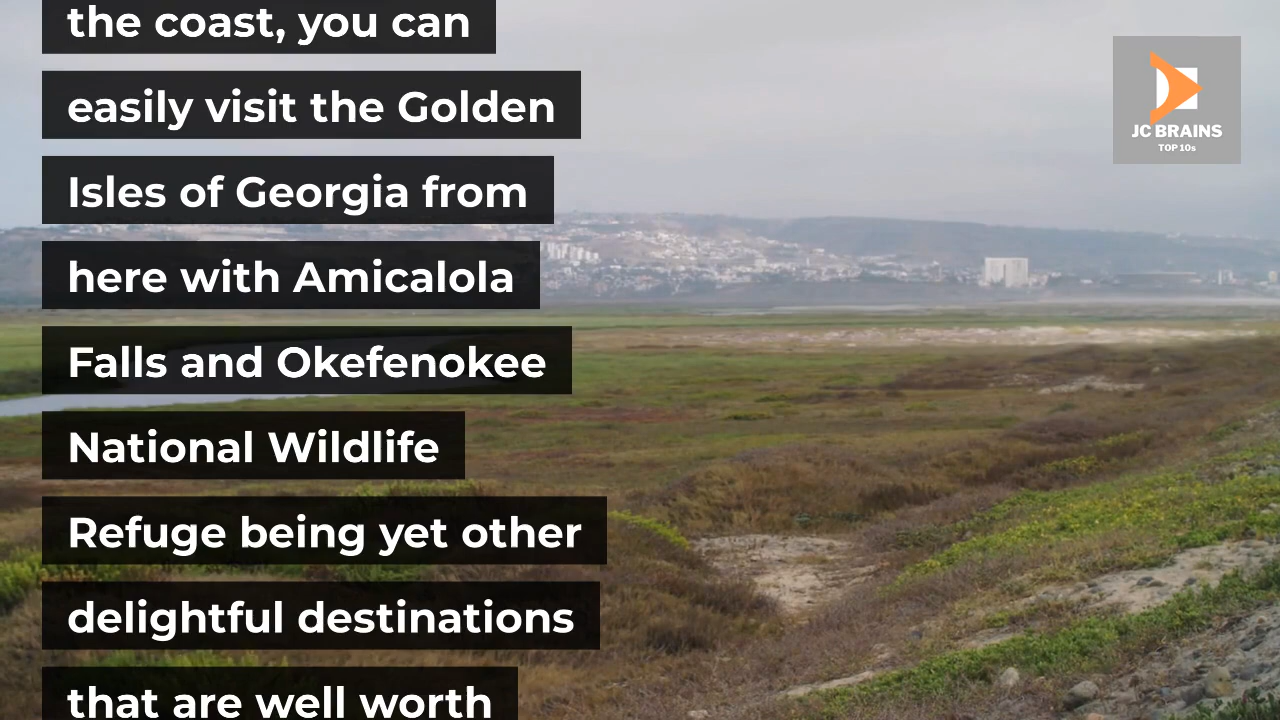 the coast, you can
easily visit the Golden
Isles of Georgia from
here with Amicalola
Falls and Okefenokee
National Wildlife
Refuge being yet other
delightful destinations
that are well worth
JC BRAINS
TOP 10s